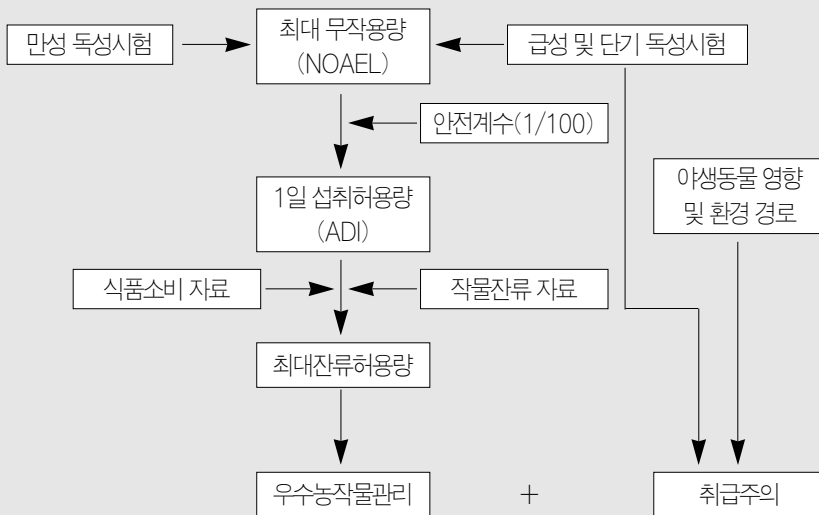 만성 독성시험
최대 무작용량
(NOAEL)
급성 및 단기 독성시험
안전계수(1/100)
1일 섭취허용량
(ADI)
야생동물 영향
및 환경 경로
식품소비 자료
작물잔류 자료
최대잔류허용량
우수농작물관리
+
취급주의